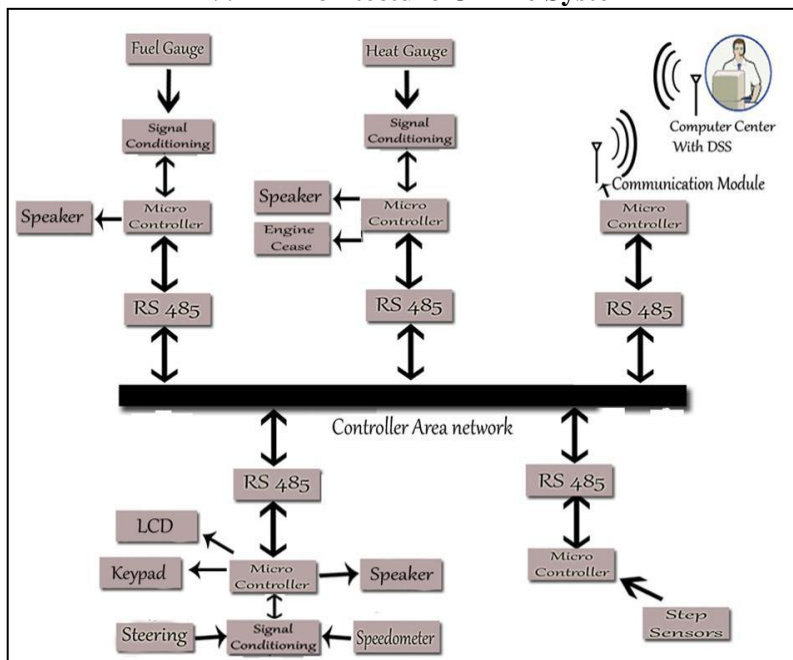 Fuel Gauge
Heat Gauge
Signal
Conditioning
Signal
Conditioning
Computer Center
With DSS
Communication Module
Speaker
Micro
Controller
Speaker
Engine
Cease
Micro
Controller
Micro
Controller
RS 485
RS 485
RS 485
Controller Area network
RS 485
RS 485
LCD
Keypad
Micro
Controller
Speaker
Micro
Controller
Steering
Signal
Conditioning
Speedometer
Step
Sensors